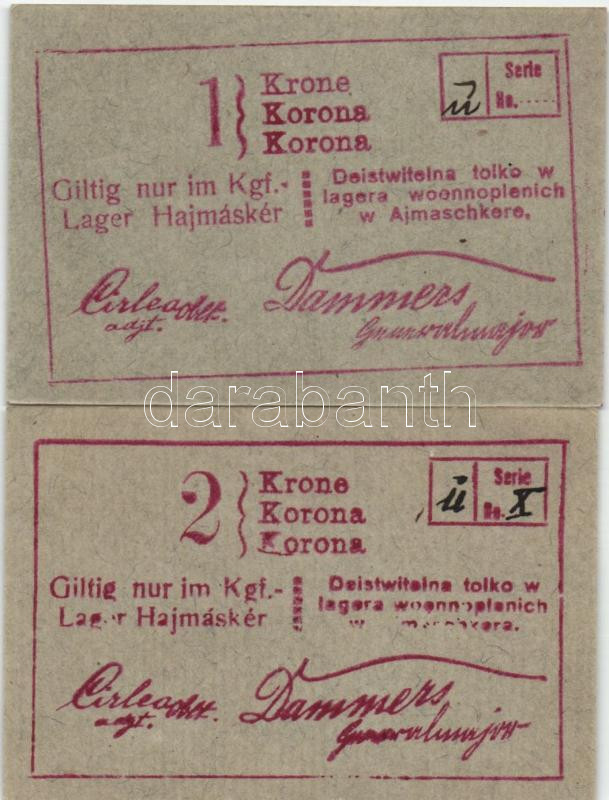 1
Krone
Korona
Korona
ü
Serie
No.
Giltig nur im Kgf.-
Lager Hajmáskér
Deistwitelna tolko w
lagera woennoplenich
w Ajmaschkere.
adjt.
Dammers
Generalmajor
darabanth
2
Krone
Korona
Korona
ü
Serie
No. X
Giltig nur im Kgf.-
Lager Hajmáskér
Deistwitelna tolko w
lagera woennoplenich
adjt.
Dammers
Generalmajor